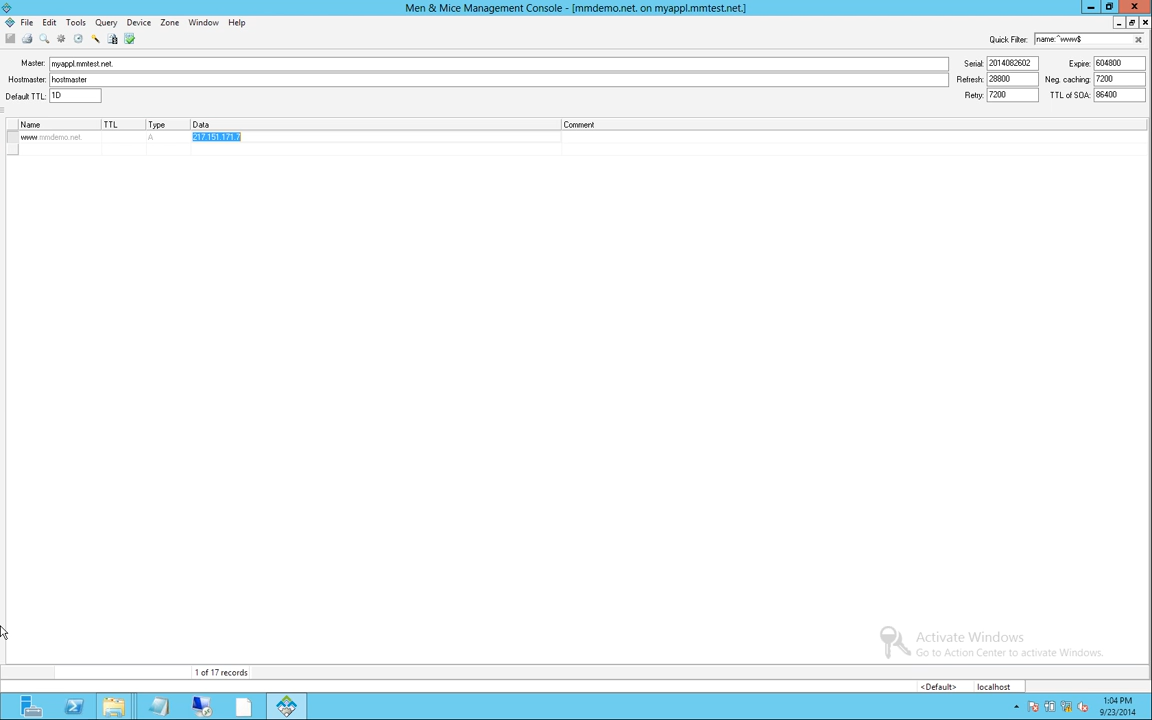 Men & Mice Management Console - [mmdemo.net. on myappl.mmtest.net.]
File Edit Tools Query Device Zone Window Help
Quick Filter: name:^www$
Master: myappl.mmtest.net. Serial: 2014082602 Expire: 604800
Hostmaster: hostmaster Refresh: 28800 Neg. caching: 7200
Default TTL: 1D Retry: 7200 TTL of SOA: 86400
Name TTL Type Data Comment
www.mmdemo.net. A 217.151.171.7
Activate Windows
Go to Action Center to activate Windows.
1 of 17 records
<Default> localhost
1:04 PM
9/23/2014